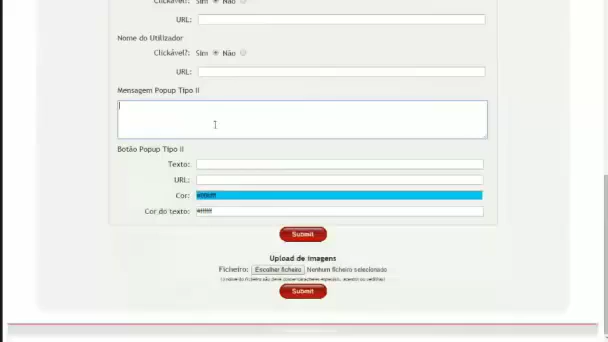 Clickável?: Sim Não
URL:
Nome do Utilizador
Clickável?: Sim Não
URL:
Mensagem Popup Tipo II
Botão Popup Tipo II
Texto:
URL:
Cor:
Cor do texto: #ffffff
Submit
Upload de imagens
Ficheiro: Escolher ficheiro Nenhum ficheiro selecionado
Submit